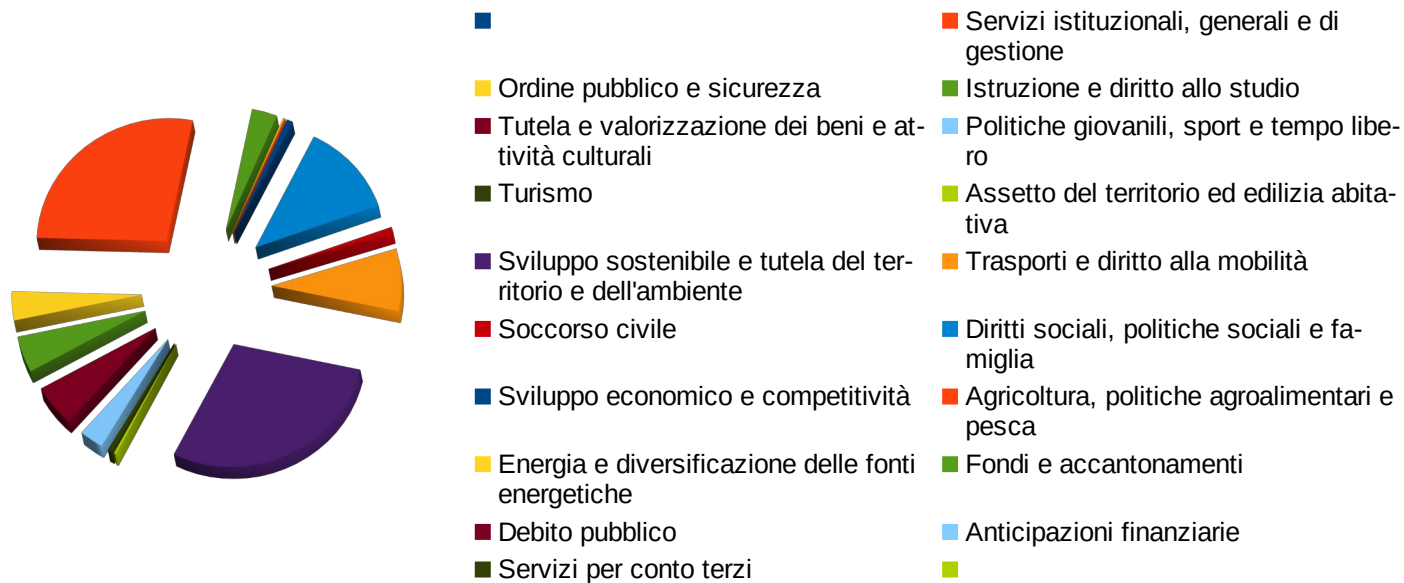 Servizi istituzionali, generali e di
gestione
Ordine pubblico e sicurezza
Istruzione e diritto allo studio
Tutela e valorizzazione dei beni e at-
tività culturali
Politiche giovanili, sport e tempo libe-
ro
Turismo
Assetto del territorio ed edilizia abita-
tiva
Sviluppo sostenibile e tutela del ter-
ritorio e dell'ambiente
Trasporti e diritto alla mobilità
Soccorso civile
Diritti sociali, politiche sociali e fa-
miglia
Sviluppo economico e competitività
Agricoltura, politiche agroalimentari e
pesca
Energia e diversificazione delle fonti
energetiche
Fondi e accantonamenti
Debito pubblico
Anticipazioni finanziarie
Servizi per conto terzi